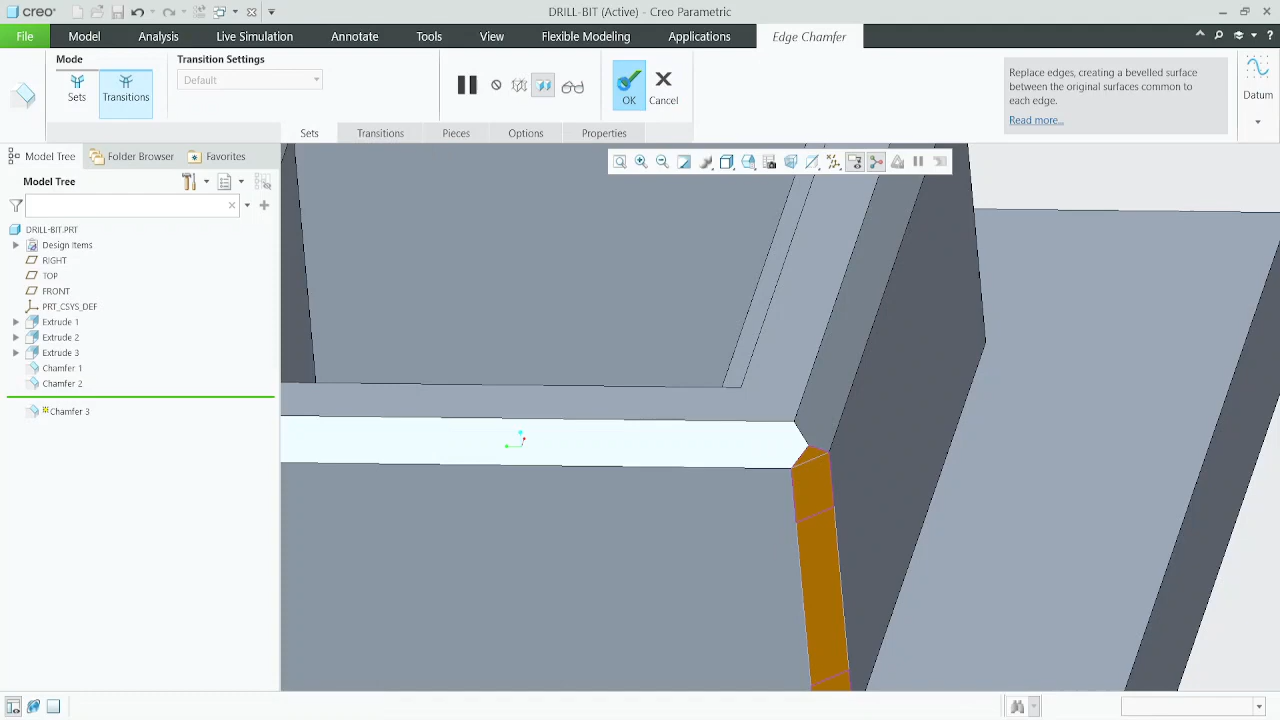 creo
DRILL-BIT (Active) - Creo Parametric
File
Model
Analysis
Live Simulation
Annotate
Tools
View
Flexible Modeling
Applications
Edge Chamfer
Mode
Sets
Transitions
Transition Settings
Default
OK
Cancel
Replace edges, creating a bevelled surface
between the original surfaces common to
each edge.
Read more...
Datum
Sets
Transitions
Pieces
Options
Properties
Model Tree
Folder Browser
Favorites
Model Tree
DRILL-BIT.PRT
Design Items
RIGHT
TOP
FRONT
PRT_CSYS_DEF
Extrude 1
Extrude 2
Extrude 3
Chamfer 1
Chamfer 2
Chamfer 3